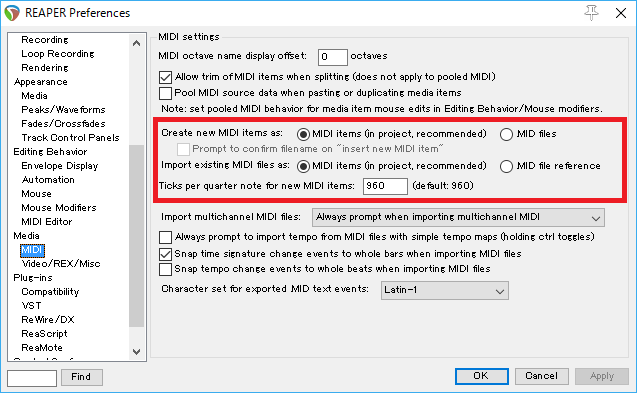 REAPER Preferences
Recording
Loop Recording
Rendering
Appearance
Media
Peaks/Waveforms
Fades/Crossfades
Track Control Panels
Editing Behavior
Envelope Display
Automation
Mouse
Mouse Modifiers
MIDI Editor
Media
MIDI
Video/REX/Misc
Plug-ins
Compatibility
VST
ReWire/DX
ReaScript
ReaMote
Find
MIDI settings
MIDI octave name display offset: 0 octaves
Allow trim of MIDI items when splitting (does not apply to pooled MIDI)
Pool MIDI source data when pasting or duplicating media items
Note: set pooled MIDI behavior for media item mouse edits in Editing Behavior/Mouse modifiers.
Create new MIDI items as: MIDI items (in project, recommended) MID files
Prompt to confirm filename on "insert new MIDI item"
Import existing MIDI files as: MIDI items (in project, recommended) MID file reference
Ticks per quarter note for new MIDI items: 960 (default: 960)
Import multichannel MIDI files: Always prompt when importing multichannel MIDI
Always prompt to import tempo from MIDI files with simple tempo maps (holding ctrl toggles)
Snap time signature change events to whole bars when importing MIDI files
Snap tempo change events to whole beats when importing MIDI files
Character set for exported .MID text events: Latin-1
OK Cancel Apply